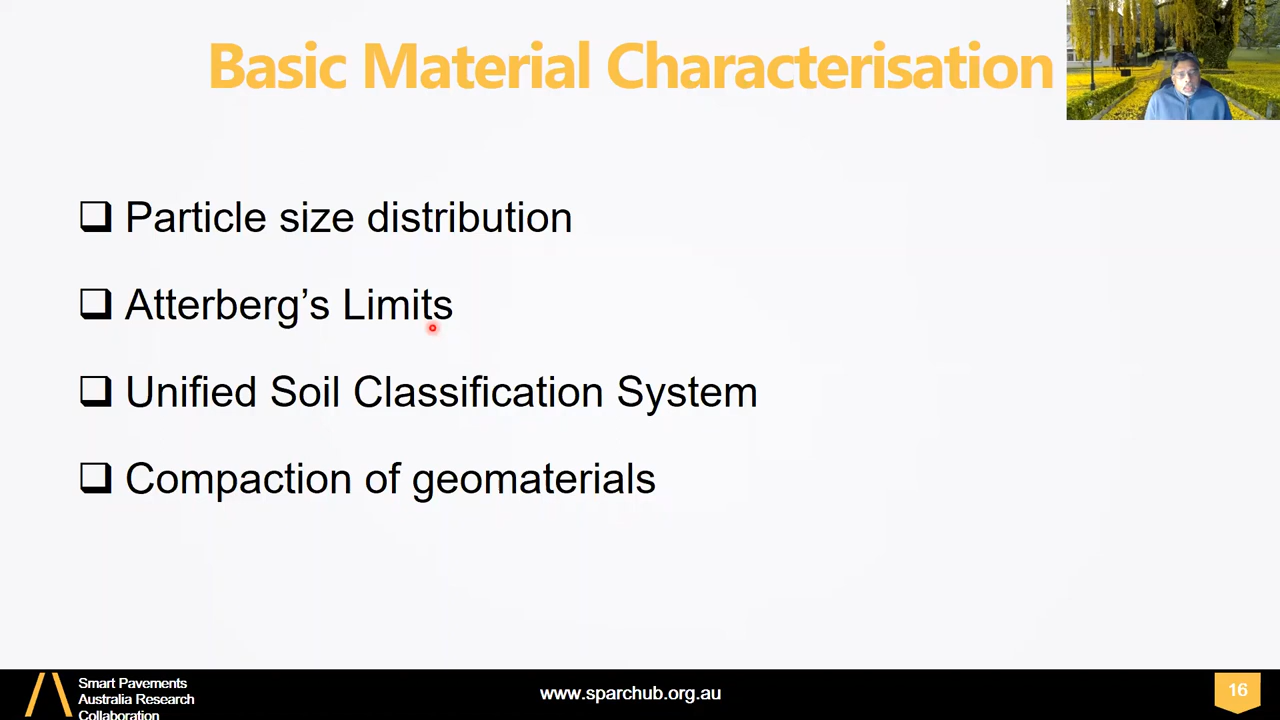 Basic Material Characterisation
Particle size distribution
Atterberg’s Limits
Unified Soil Classification System
Compaction of geomaterials
Smart Pavements
Australia Research
Collaboration
www.sparchub.org.au
16